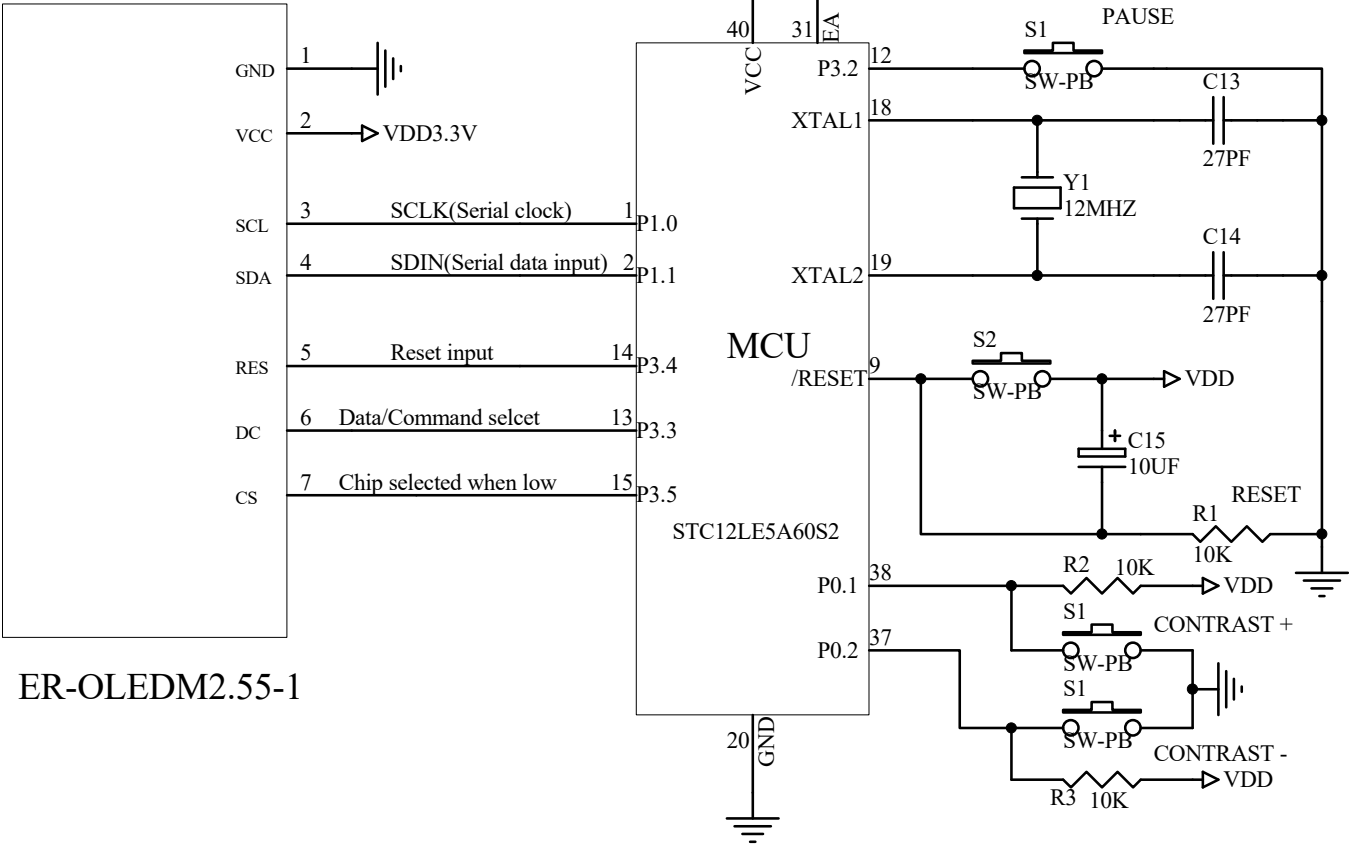 PAUSE
40
31
EA
S1
1
VCC
P3.2
12
GND
SW-PB
C13
2
XTAL1
18
VCC
VDD3.3V
27PF
Y1
12MHZ
3
SCLK(Serial clock)
1
P1.0
SCL
C14
4
SDIN(Serial data input)
2
P1.1
XTAL2
19
SDA
27PF
MCU
S2
5
Reset input
14
P3.4
9
RES
/RESET
VDD
SW-PB
6
Data/Command selcet
13
P3.3
DC
C15
10UF
7
Chip selected when low
15
P3.5
CS
RESET
R1
STC12LE5A60S2
10K
P0.1
38
R2
10K
VDD
S1
CONTRAST +
P0.2
37
SW-PB
ER-OLEDM2.55-1
S1
20
GND
SW-PB
CONTRAST -
VDD
R3
10K
+